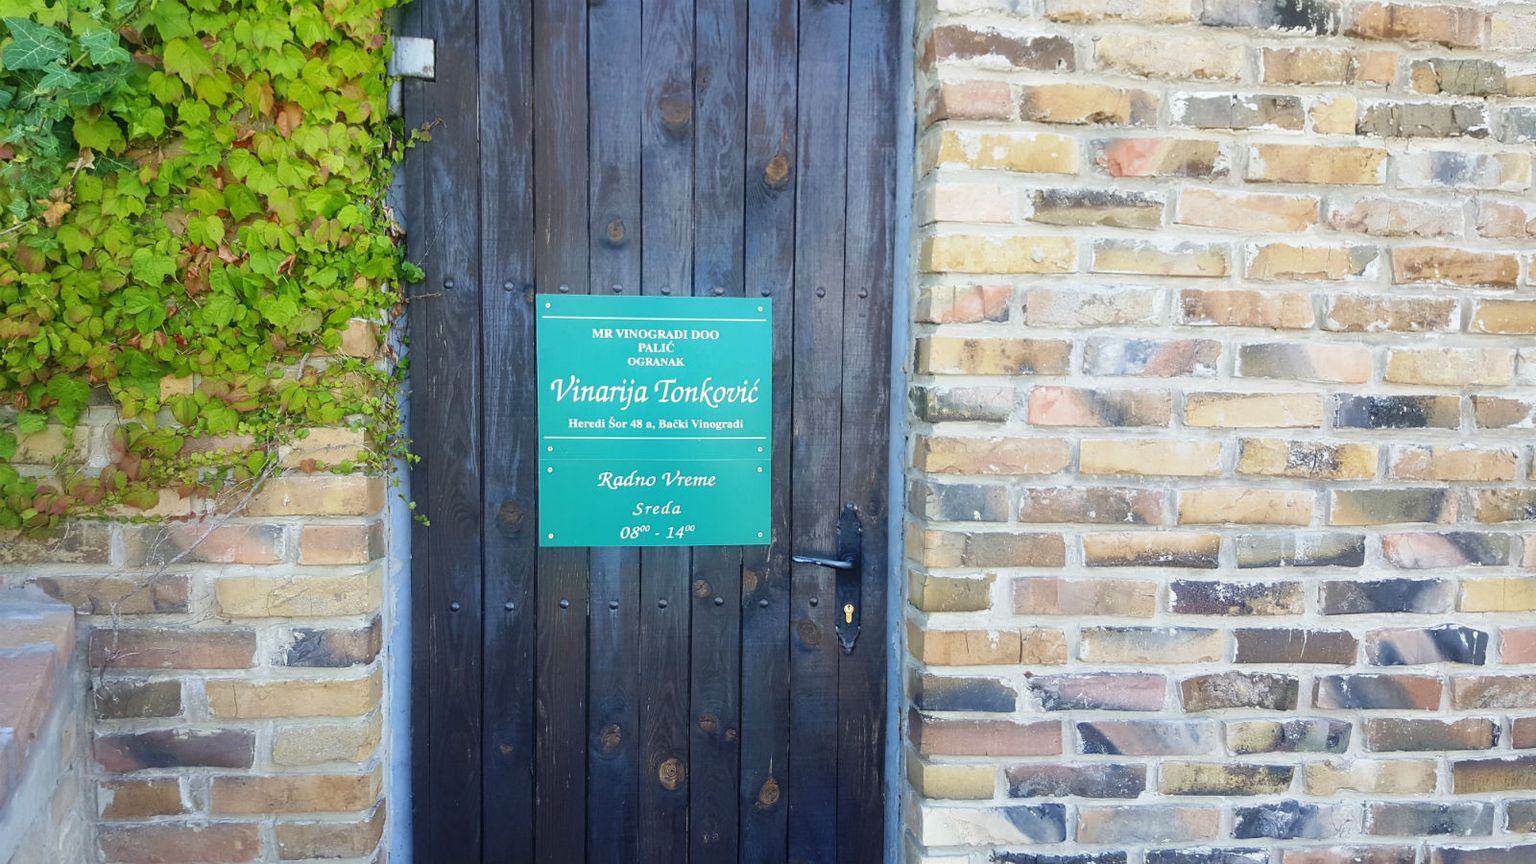 MR VINOGRADI DOO
PALIĆ
OGRANAK
Vinarija Tonković
Heredi Šor 48 a, Bački Vinogradi
Radno Vreme
Sreda
08⁰⁰ - 14⁰⁰